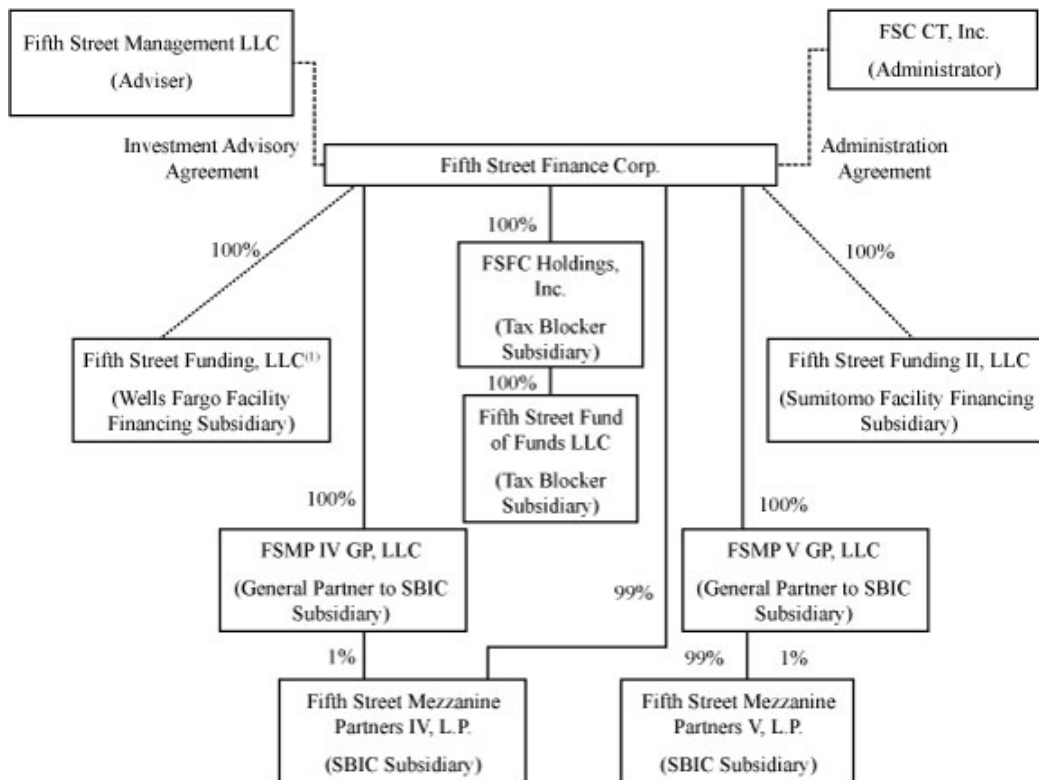 Fifth Street Management LLC
(Adviser)
FSC CT, Inc.
(Administrator)
Investment Advisory
Agreement
Fifth Street Finance Corp.
Administration
Agreement
100%
100%
100%
FSFC Holdings,
Inc.
(Tax Blocker
Subsidiary)
Fifth Street Funding, LLC(1)
(Wells Fargo Facility
Financing Subsidiary)
100%
Fifth Street Fund
of Funds LLC
(Tax Blocker
Subsidiary)
Fifth Street Funding II, LLC
(Sumitomo Facility Financing
Subsidiary)
100%
100%
FSMP IV GP, LLC
(General Partner to SBIC
Subsidiary)
99%
FSMP V GP, LLC
(General Partner to SBIC
Subsidiary)
1%
99%
1%
Fifth Street Mezzanine
Partners IV, L.P.
(SBIC Subsidiary)
Fifth Street Mezzanine
Partners V, L.P.
(SBIC Subsidiary)